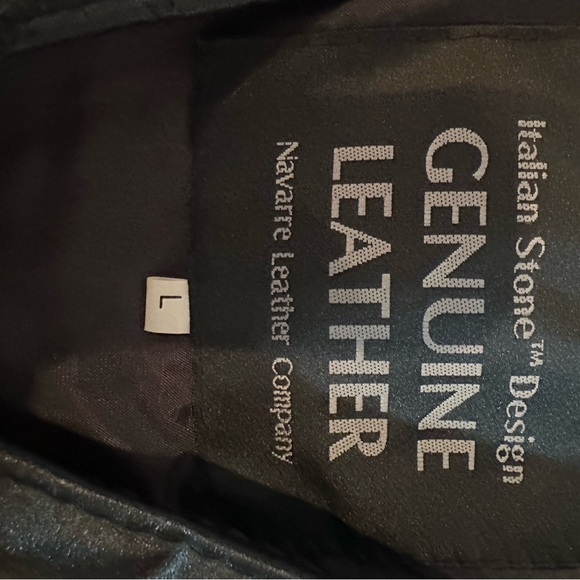 Italian Stone™ Design
GENUINE
LEATHER
Navarre Leather Company
L